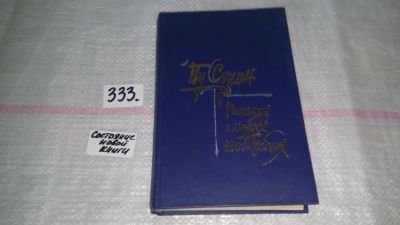 333.
Состояние
новой
книги
Пу Сунлин
Рассказы
о людях
необычайных